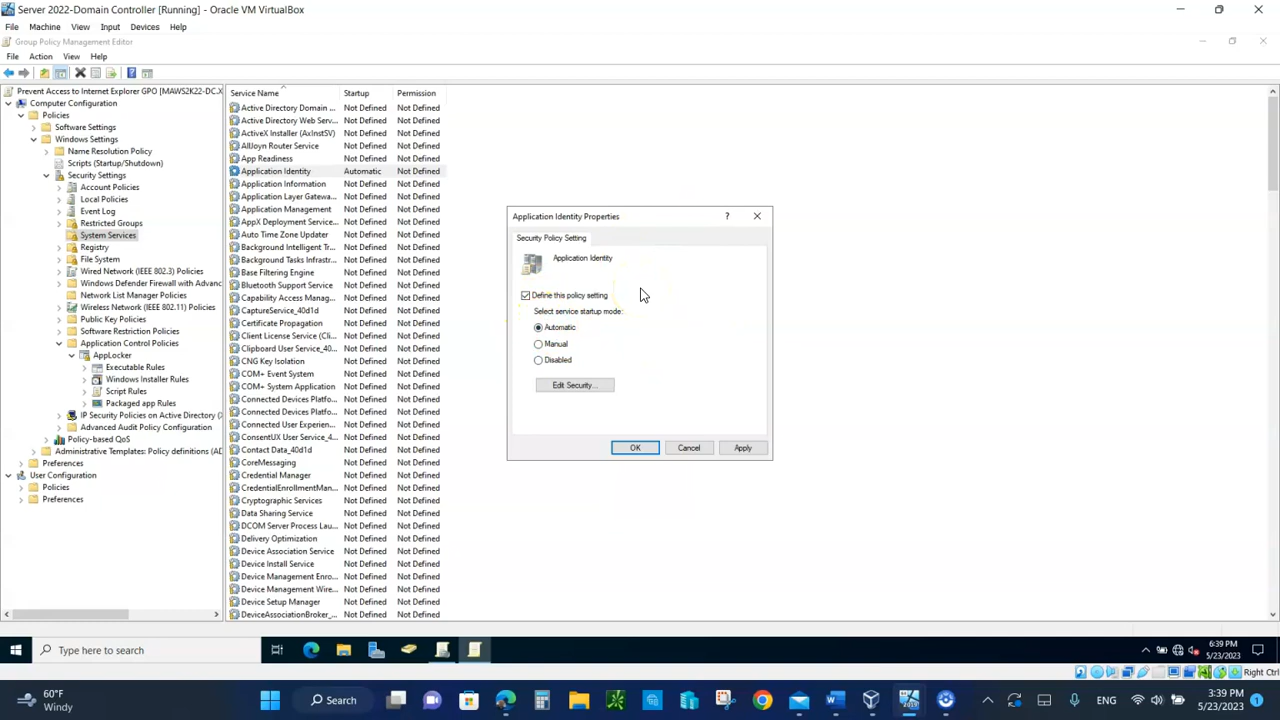 Server 2022-Domain Controller [Running] - Oracle VM VirtualBox
File Machine View Input Devices Help
Group Policy Management Editor
File Action View Help
Prevent Access to Internet Explorer GPO [MAWS2K22-DC.X
Computer Configuration
Policies
Software Settings
Windows Settings
Name Resolution Policy
Scripts (Startup/Shutdown)
Security Settings
Account Policies
Local Policies
Event Log
Restricted Groups
System Services
Registry
File System
Wired Network (IEEE 802.3) Policies
Windows Defender Firewall with Advanc
Network List Manager Policies
Wireless Network (IEEE 802.11) Policies
Public Key Policies
Software Restriction Policies
Application Control Policies
AppLocker
Executable Rules
Windows Installer Rules
Script Rules
Packaged app Rules
IP Security Policies on Active Directory (
Advanced Audit Policy Configuration
Policy-based QoS
Administrative Templates: Policy definitions (AD
Preferences
User Configuration
Policies
Preferences
Service Name Startup Permission
Active Directory Domain ... Not Defined Not Defined
Active Directory Web Serv... Not Defined Not Defined
ActiveX Installer (AxInstSV) Not Defined Not Defined
AllJoyn Router Service Not Defined Not Defined
App Readiness Not Defined Not Defined
Application Identity Automatic Not Defined
Application Information Not Defined Not Defined
Application Layer Gatewa... Not Defined Not Defined
Application Management Not Defined Not Defined
AppX Deployment Service... Not Defined Not Defined
Auto Time Zone Updater Not Defined Not Defined
Background Intelligent Tr... Not Defined Not Defined
Background Tasks Infrastr... Not Defined Not Defined
Base Filtering Engine Not Defined Not Defined
Bluetooth Support Service Not Defined Not Defined
Capability Access Manag... Not Defined Not Defined
CaptureService_40d1d Not Defined Not Defined
Certificate Propagation Not Defined Not Defined
Client License Service (Cli... Not Defined Not Defined
Clipboard User Service_40... Not Defined Not Defined
CNG Key Isolation Not Defined Not Defined
COM+ Event System Not Defined Not Defined
COM+ System Application Not Defined Not Defined
Connected Devices Platfo... Not Defined Not Defined
Connected Devices Platfo... Not Defined Not Defined
Connected User Experien... Not Defined Not Defined
ConsentUX User Service_4... Not Defined Not Defined
Contact Data_40d1d Not Defined Not Defined
CoreMessaging Not Defined Not Defined
Credential Manager Not Defined Not Defined
CredentialEnrollmentMan... Not Defined Not Defined
Cryptographic Services Not Defined Not Defined
Data Sharing Service Not Defined Not Defined
DCOM Server Process Lau... Not Defined Not Defined
Delivery Optimization Not Defined Not Defined
Device Association Service Not Defined Not Defined
Device Install Service Not Defined Not Defined
Device Management Enro... Not Defined Not Defined
Device Management Wire... Not Defined Not Defined
Device Setup Manager Not Defined Not Defined
DeviceAssociationBroker_... Not Defined Not Defined
Application Identity Properties ?
Security Policy Setting
Application Identity
Define this policy setting
Select service startup mode:
Automatic
Manual
Disabled
Edit Security...
OK Cancel Apply
Type here to search
6:39 PM
5/23/2023
Right Ctrl
60°F
Windy
Search
ENG
3:39 PM
5/23/2023